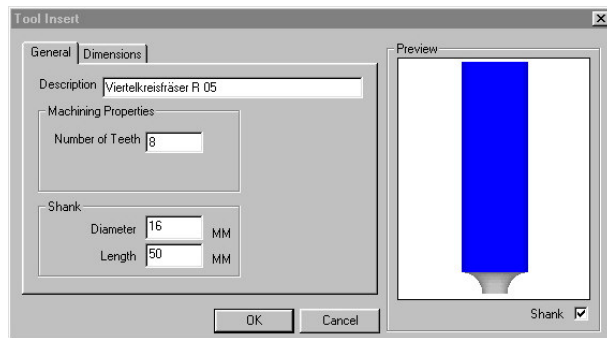 Tool Insert
General Dimensions
Description Viertelkreisfräser R 05
Machining Properties
Number of Teeth 8
Shank
Diameter 16 MM
Length 50 MM
OK Cancel
Preview
Shank